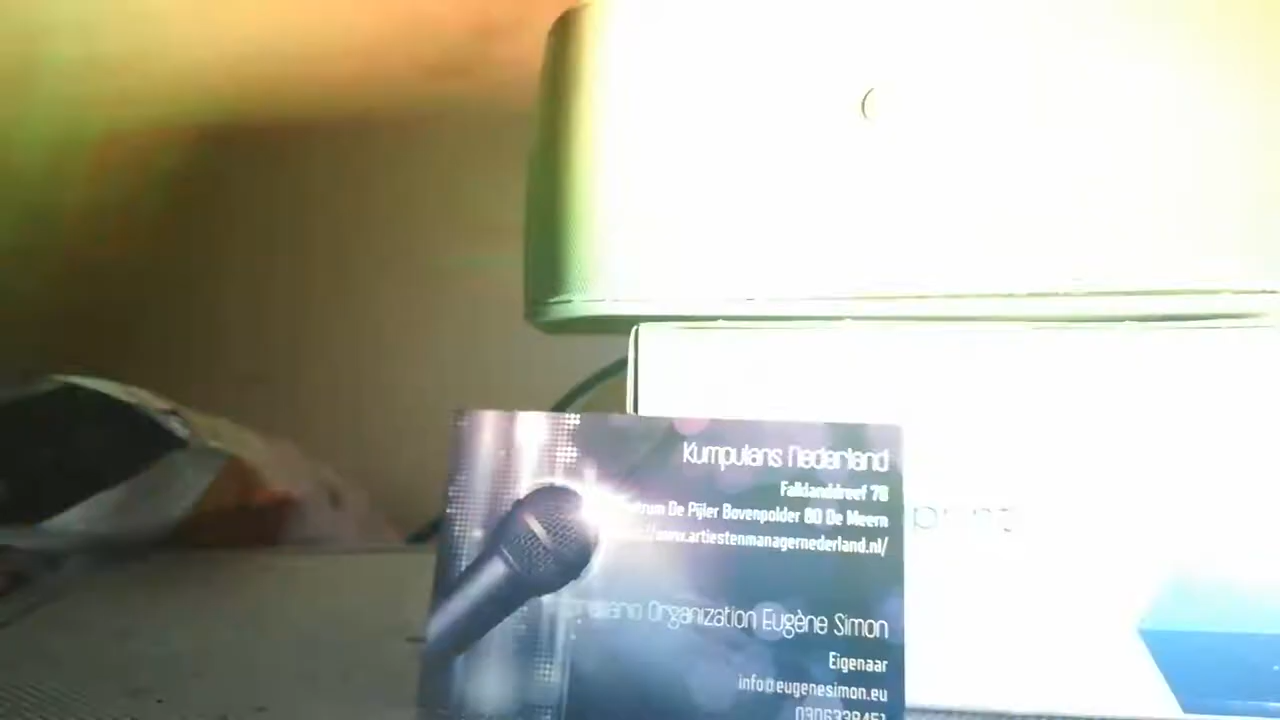 Kumpulans Nederland
Falklanddreef 78
De Pijler Bovenpolder 80 De Meern
www.artiestenmanagernederland.nl/
Organization Eugène Simon
Eigenaar
info@eugenesimon.eu